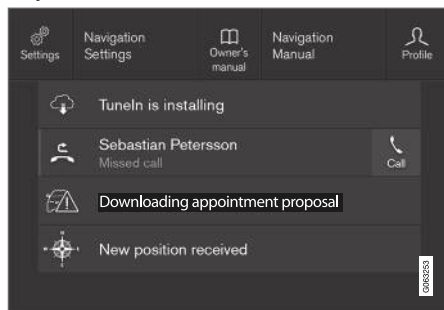 Settings
Navigation
Settings
Owner's
manual
Navigation
Manual
Profile
TuneIn is installing
Sebastian Petersson
Missed call
Call
Downloading appointment proposal
New position received
G063253